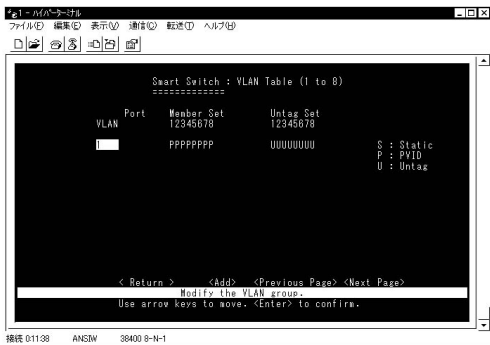 1 - ハイパーターミナル
ファイル(F) 編集(E) 表示(V) 通信(C) 転送(T) ヘルプ(H)
Smart Switch : VLAN Table (1 to 8)
=============
Port Member Set Untag Set
VLAN 12345678 12345678
1 PPPPPPPP UUUUUUUU S : Static
P : PVID
U : Untag
< Return > <Add> <Previous Page> <Next Page>
Modify the VLAN group.
Use arrow keys to move. <Enter> to confirm.
接続 0:11:38 ANSIW 38400 8-N-1